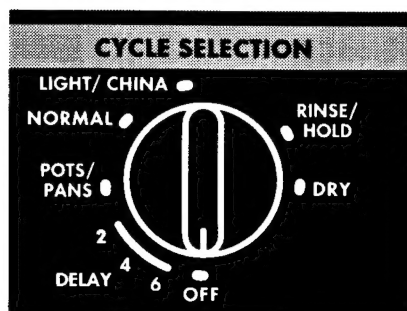 CYCLE SELECTION
LIGHT/ CHINA
NORMAL
RINSE/
HOLD
POTS/
PANS
DRY
2
4
6
DELAY
OFF